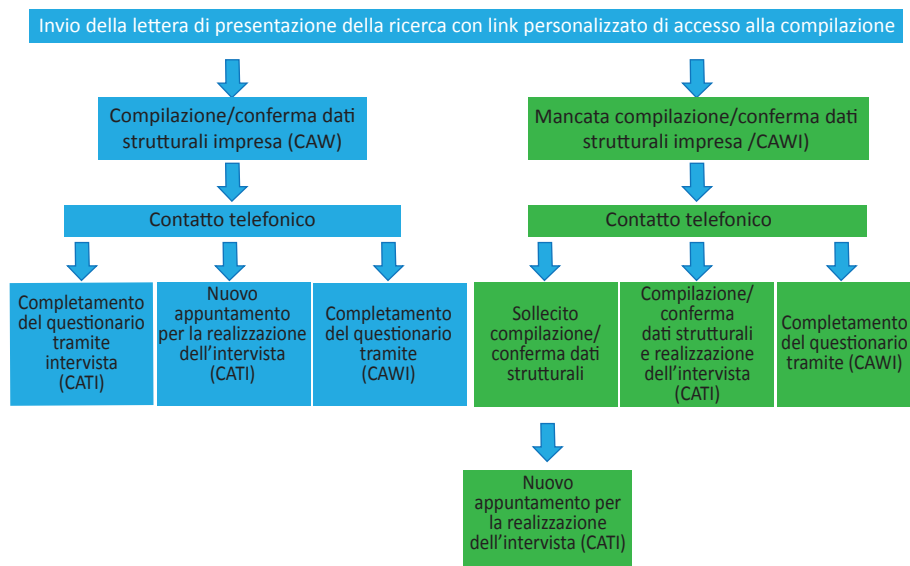 Invio della lettera di presentazione della ricerca con link personalizzato di accesso alla compilazione
Compilazione/conferma dati
strutturali impresa (CAW)
Mancata compilazione/conferma dati
strutturali impresa /CAWI)
Contatto telefonico
Contatto telefonico
Completamento
del questionario
tramite
intervista
(CATI)
Nuovo
appuntamento
per la realizzazione
dell'intervista
(CATI)
Completamento
del questionario
tramite
(CAWI)
Sollecito
compilazione/
conferma dati
strutturali
Compilazione/
conferma
dati strutturali
e realizzazione
dell'intervista
(CATI)
Completamento
del questionario
tramite (CAWI)
Nuovo
appuntamento per
la realizzazione
dell'intervista (CATI)